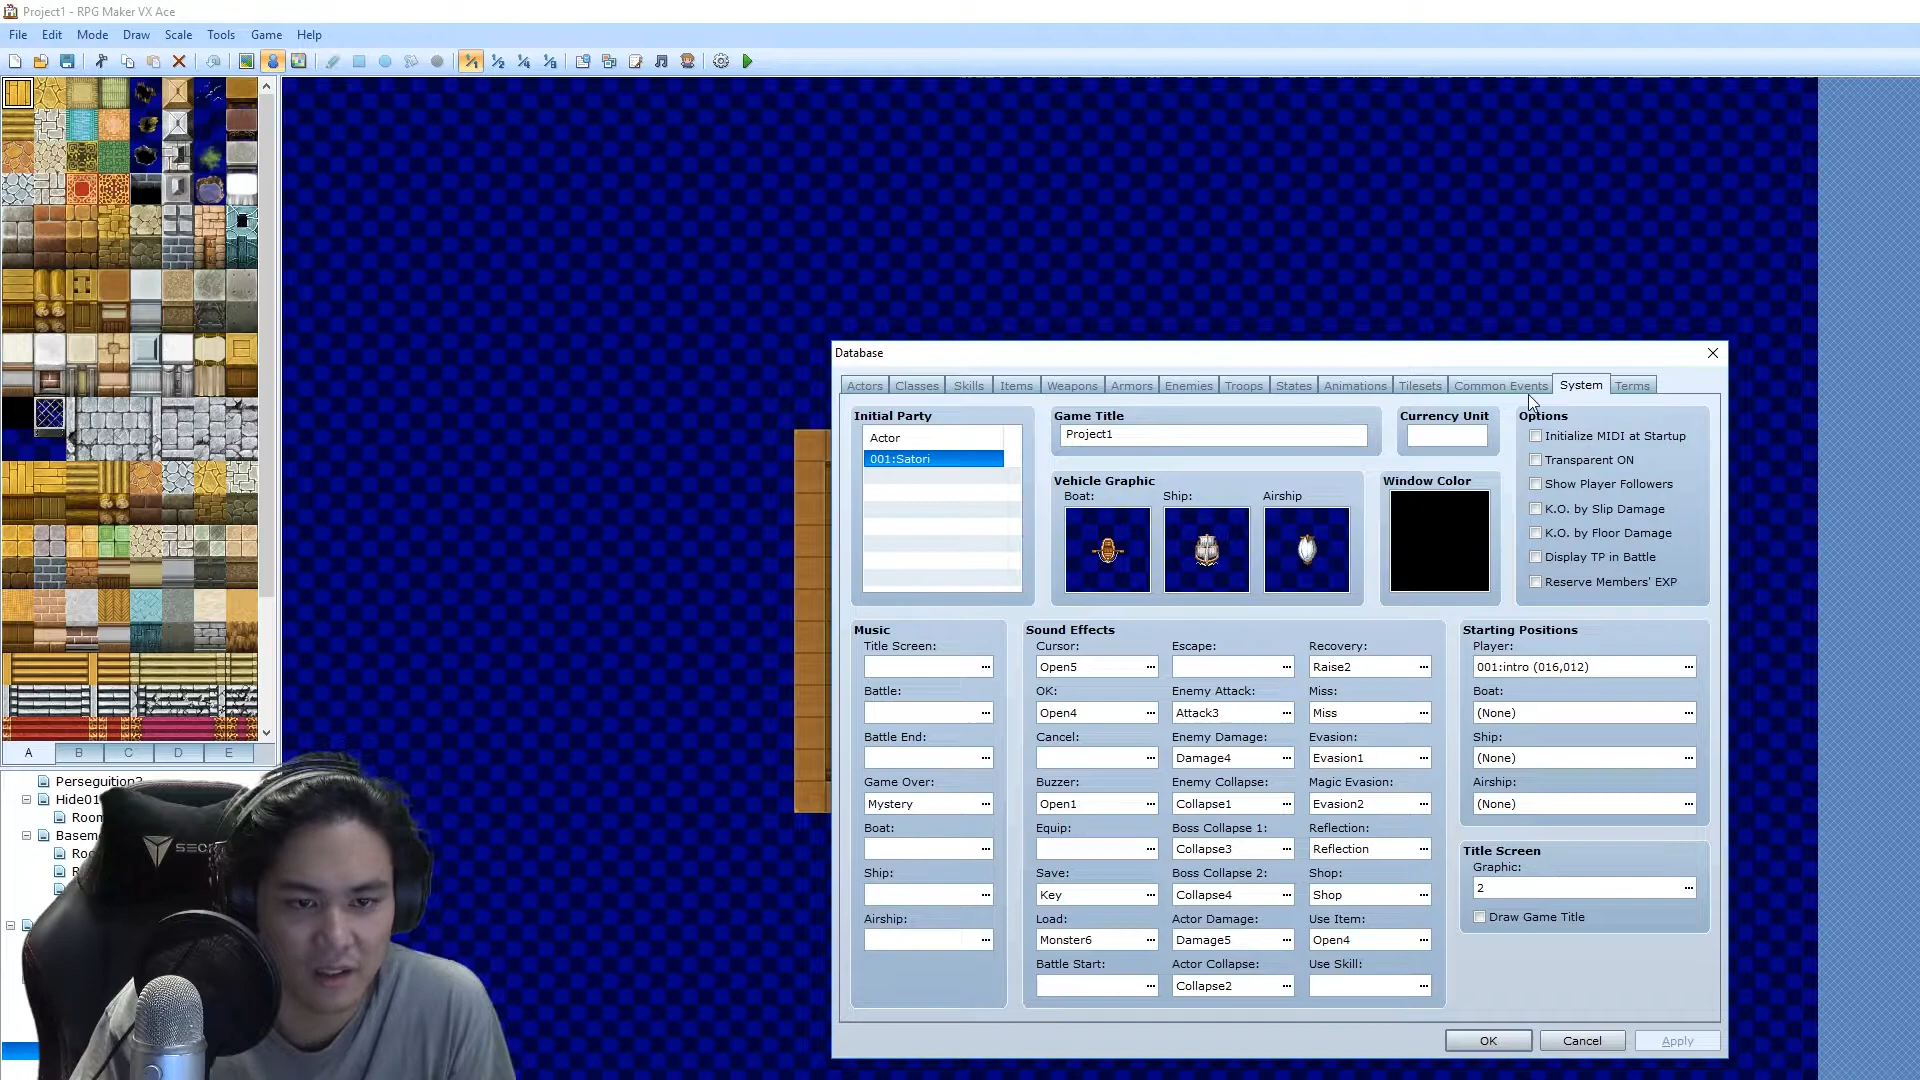 Project1 - RPG Maker VX Ace
File Edit Mode Draw Scale Tools Game Help
A B C D E
Perseguition2
Hide01
Room
Basem
Database
Actors Classes Skills Items Weapons Armors Enemies Troops States Animations Tilesets Common Events System Terms
Initial Party
Actor
001:Satori
Game Title
Project1
Currency Unit
Vehicle Graphic
Boat: Ship: Airship
Window Color
Options
Initialize MIDI at Startup
Transparent ON
Show Player Followers
K.O. by Slip Damage
K.O. by Floor Damage
Display TP in Battle
Reserve Members' EXP
Music
Title Screen:
Battle:
Battle End:
Game Over:
Mystery
Boat:
Ship:
Airship:
Sound Effects
Cursor: Escape: Recovery:
Open5 Raise2
OK: Enemy Attack: Miss:
Open4 Attack3 Miss
Cancel: Enemy Damage: Evasion:
Damage4 Evasion1
Buzzer: Enemy Collapse: Magic Evasion:
Open1 Collapse1 Evasion2
Equip: Boss Collapse 1: Reflection:
Collapse3 Reflection
Save: Boss Collapse 2: Shop:
Key Collapse4 Shop
Load: Actor Damage: Use Item:
Monster6 Damage5 Open4
Battle Start: Actor Collapse: Use Skill:
Collapse2
Starting Positions
Player:
001:intro (016,012)
Boat:
(None)
Ship:
(None)
Airship:
(None)
Title Screen
Graphic:
2
Draw Game Title
OK Cancel Apply